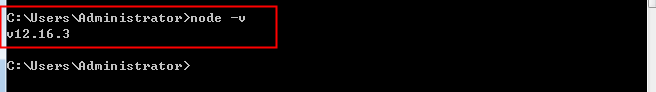 C:\Users\Administrator>node -v
v12.16.3
C:\Users\Administrator>